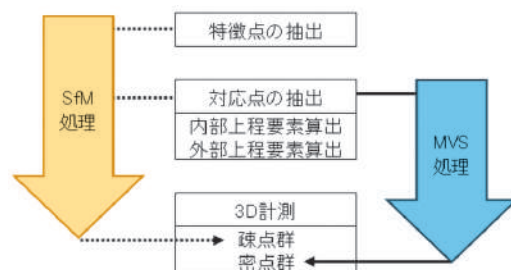 特徴点の抽出
SfM
処理
対応点の抽出
内部上程要素算出
外部上程要素算出
MVS
処理
3D計測
疎点群
密点群